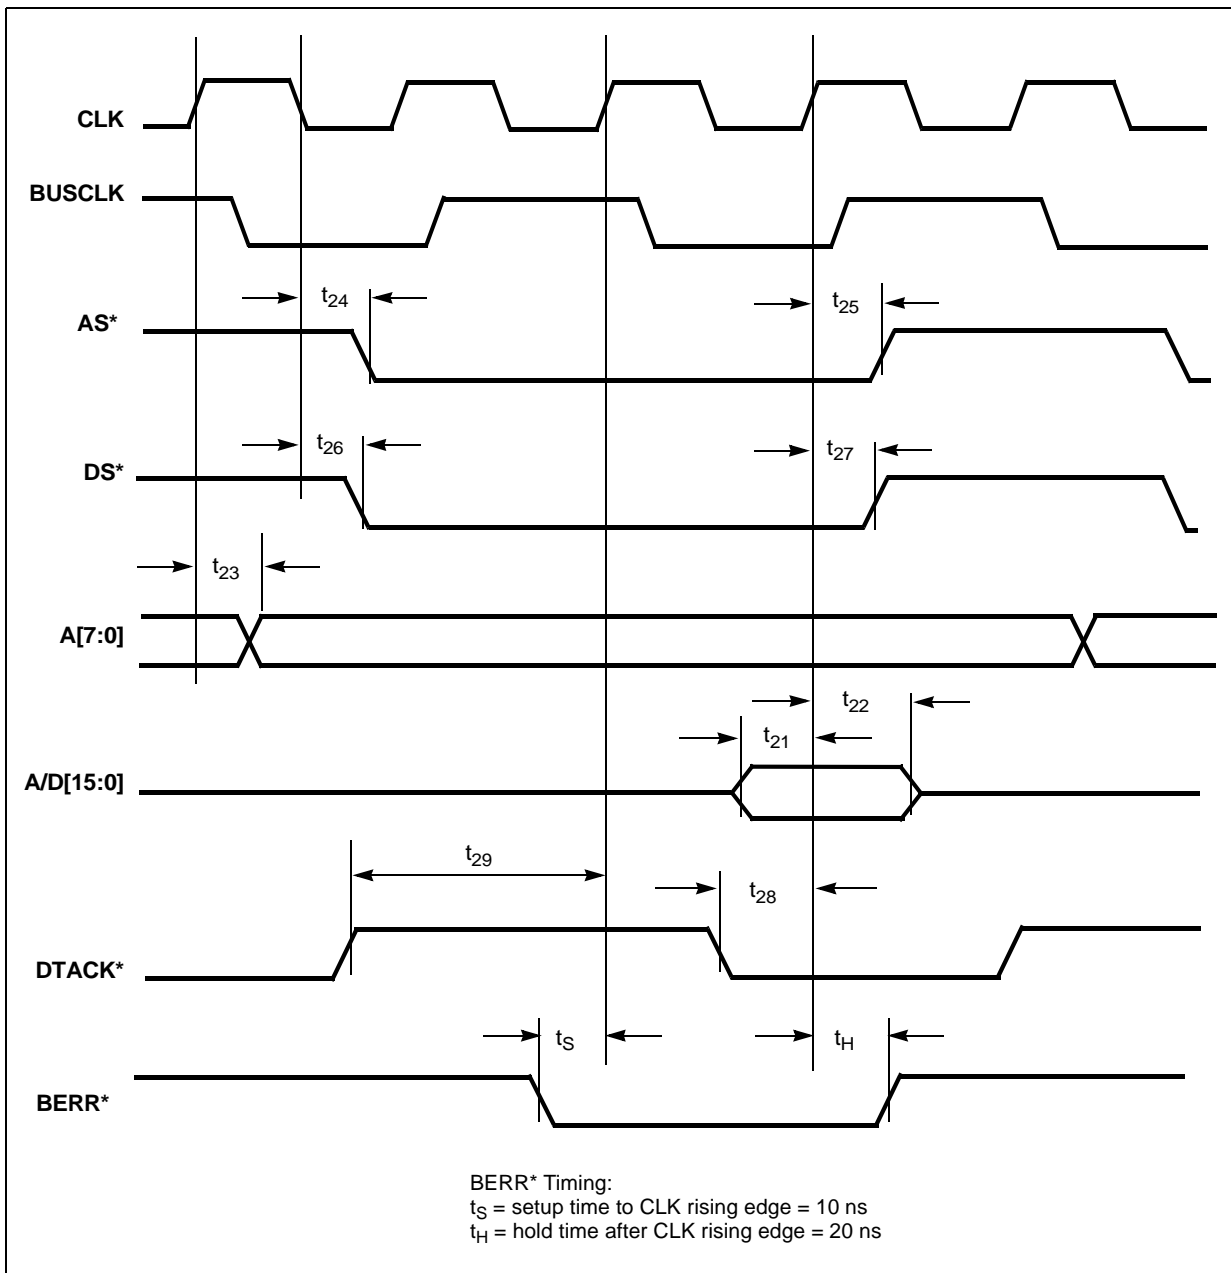 CLK
BUSCLK
t24
t25
AS*
t26
t27
DS*
t23
A[7:0]
t22
t21
A/D[15:0]
t29
t28
DTACK*
tS
tH
BERR*
BERR* Timing:
tS = setup time to CLK rising edge = 10 ns
tH = hold time after CLK rising edge = 20 ns